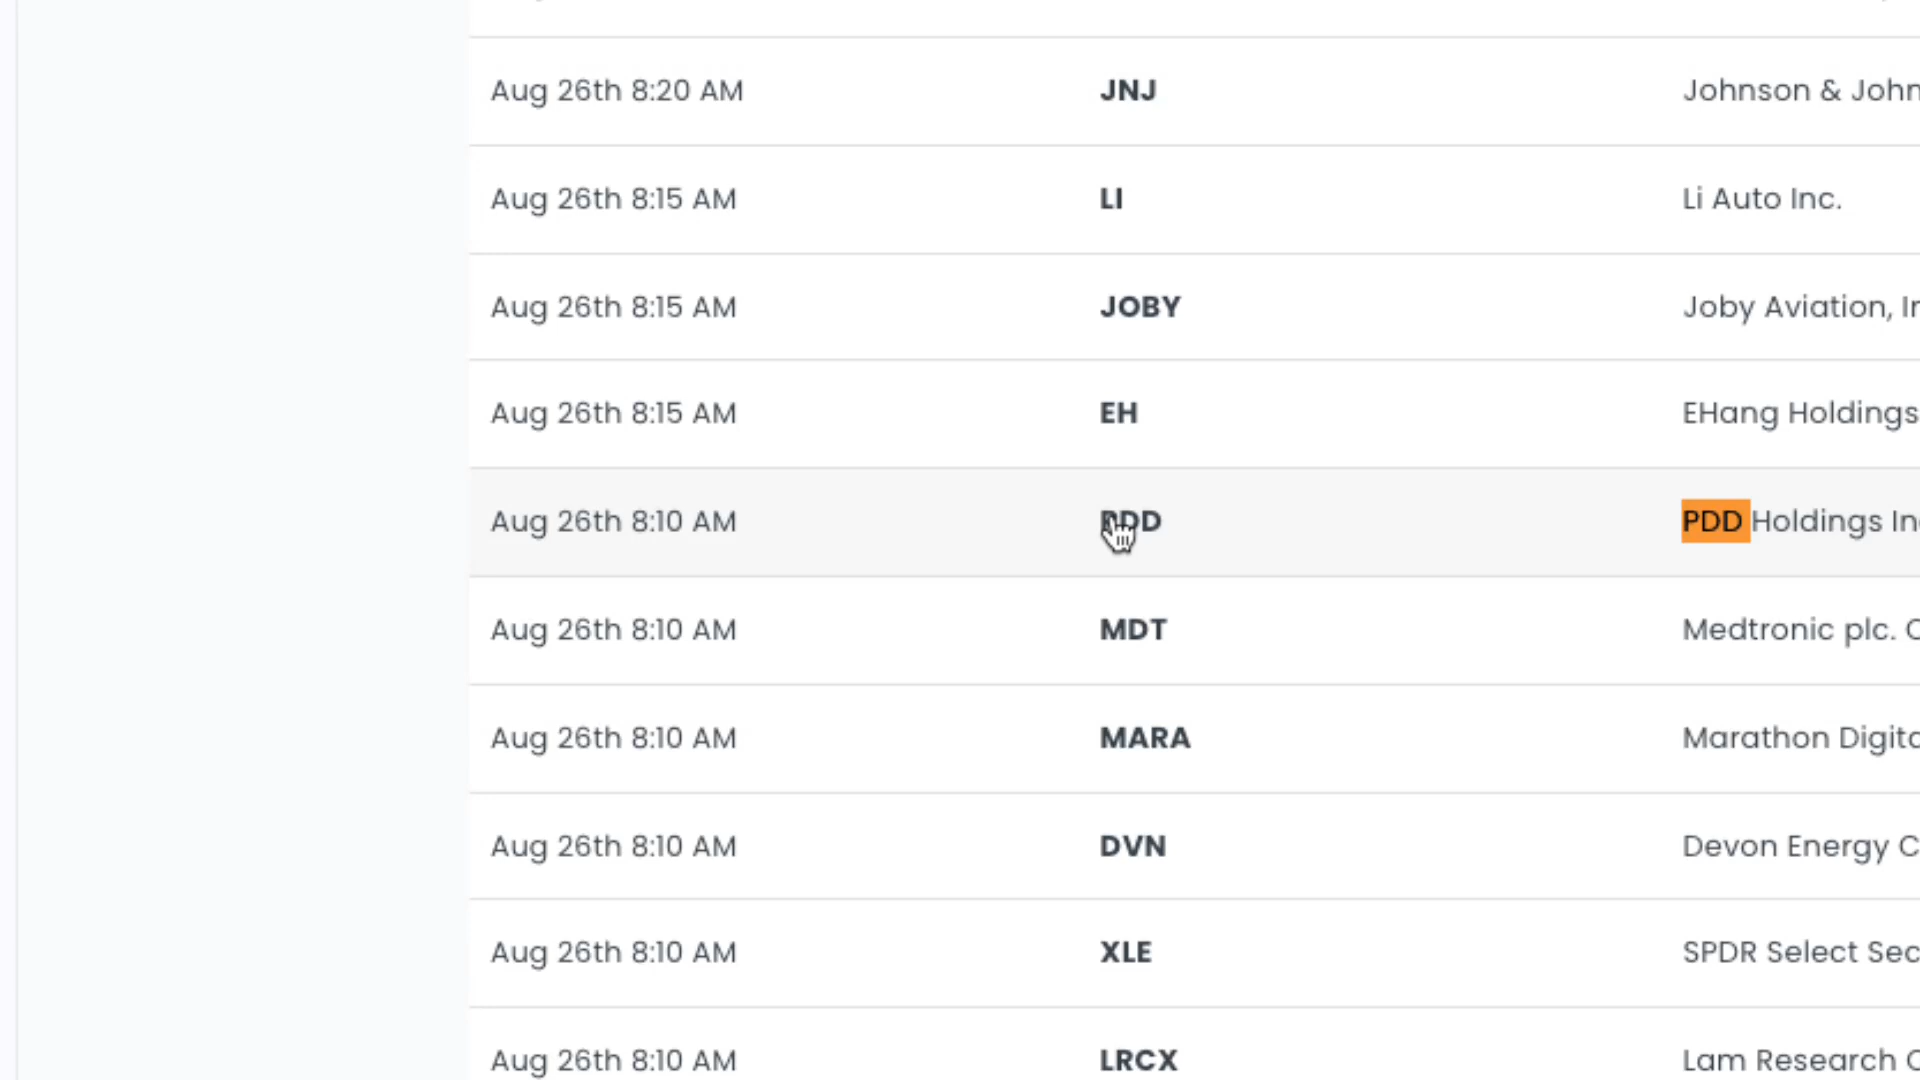 Aug 26th 8:20 AM JNJ Johnson & John
Aug 26th 8:15 AM LI Li Auto Inc.
Aug 26th 8:15 AM JOBY Joby Aviation, In
Aug 26th 8:15 AM EH EHang Holdings
Aug 26th 8:10 AM PDD PDD Holdings Inc
Aug 26th 8:10 AM MDT Medtronic plc. C
Aug 26th 8:10 AM MARA Marathon Digita
Aug 26th 8:10 AM DVN Devon Energy C
Aug 26th 8:10 AM XLE SPDR Select Sec
Aug 26th 8:10 AM LRCX Lam Research C